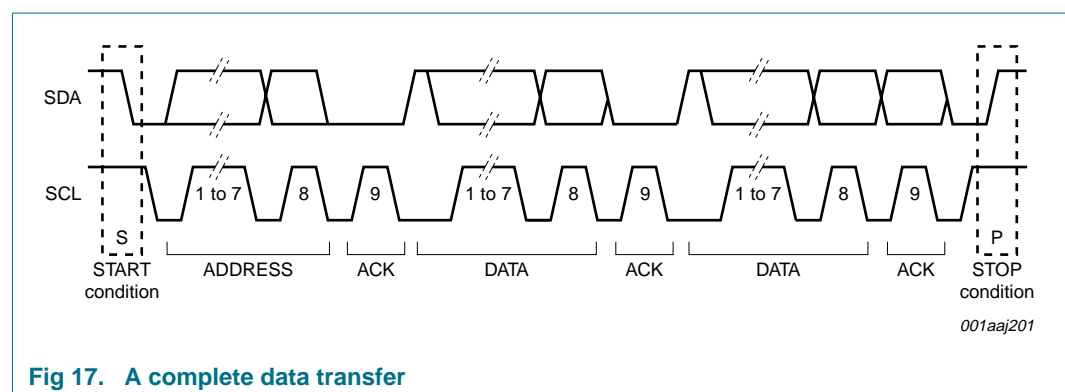 SDA
SCL
1 to 7 8 9 1 to 7 8 9 1 to 7 8 9
S P
START condition ADDRESS ACK DATA ACK DATA ACK STOP condition
001aaj201
Fig 17. A complete data transfer